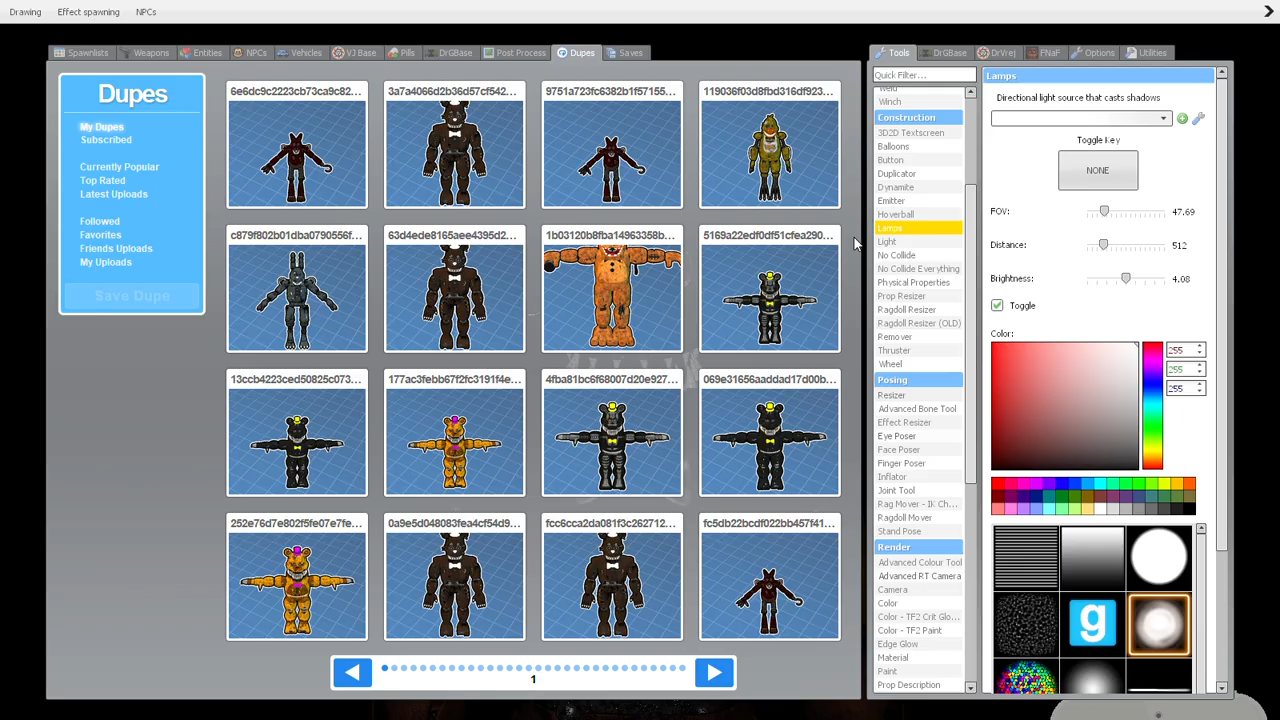 Drawing Effect spawning NPCs
Spawnlists Weapons Entities NPCs Vehicles VJ Base Pills DrGBase Post Process Dupes Saves
Dupes
My Dupes
Subscribed
Currently Popular
Top Rated
Latest Uploads
Followed
Favorites
Friends Uploads
My Uploads
Save Dupe
6e6dc9c2223cb73ca9c82... 3a7a4066d2b36d57cf542... 9751a723fc6382b1f57155... 119036f03d8fbd316df923...
c879f802b01dba0790556f... 63d4ede8165aee4395d2... 1b03120b8fba14963358b... 5169a22edf0df51cfea290...
13ccb4223ced50825c073... 177ac3febb67f2fc3191f4e... 4fba81bc6f68007d20e927... 069e31656aaddad17d00b...
252e76d7e802f5fe07e7fe... 0a9e5d048083fea4cf54d9... fcc6cca2da081f3c262712... fc5db22bcdf022bb457f41...
1
Tools DrGBase DrVrej FNaF Options Utilities
Quick Filter...
Weld
Winch
Construction
3D2D Textscreen
Balloons
Button
Duplicator
Dynamite
Emitter
Hoverball
Lamps
Light
No Collide
No Collide Everything
Physical Properties
Prop Resizer
Ragdoll Resizer
Ragdoll Resizer (OLD)
Remover
Thruster
Wheel
Posing
Resizer
Advanced Bone Tool
Effect Resizer
Eye Poser
Face Poser
Finger Poser
Inflator
Joint Tool
Rag Mover - IK Ch...
Ragdoll Mover
Stand Pose
Render
Advanced Colour Tool
Advanced RT Camera
Camera
Color
Color - TF2 Crit Glo...
Color - TF2 Paint
Edge Glow
Material
Paint
Prop Description
Lamps
Directional light source that casts shadows
Toggle Key
NONE
FOV: 47.69
Distance: 512
Brightness: 4.08
Toggle
Color:
255
255
255
g